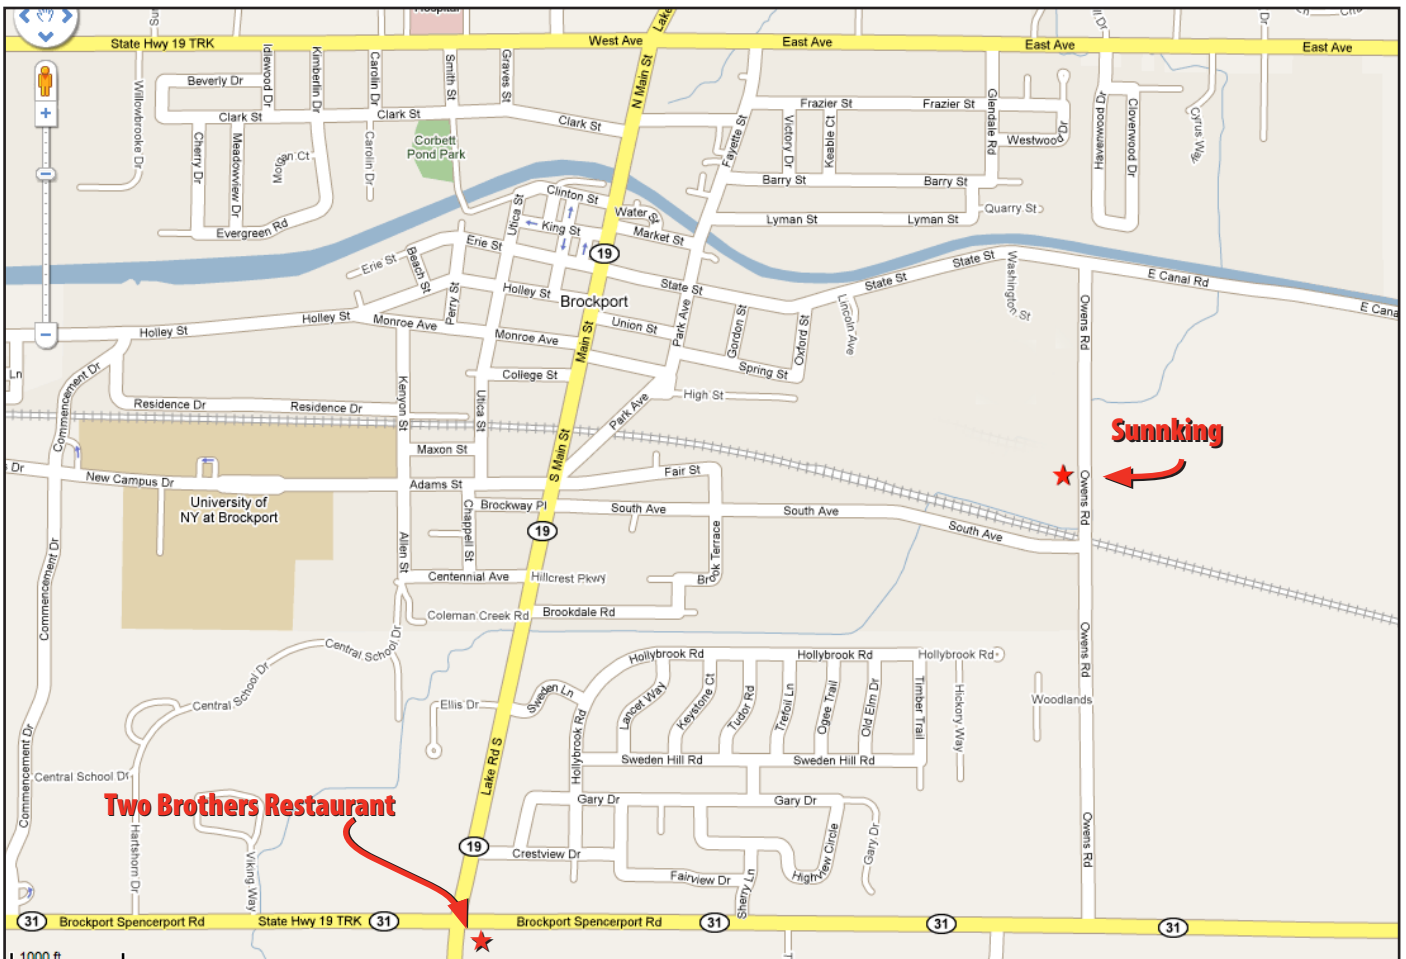 Hospital
Lake
State Hwy 19 TRK
West Ave
East Ave
East Ave
East Ave
N Main St
Idlewood Dr
Kimberlin Dr
Carolin Dr
Smith St
Graves St
Beverly Dr
Willowbrooke Dr
Clark St
Clark St
Clark St
Frazier St
Frazier St
Glendale Rd
Westwood Dr
Havenwood Dr
Cloverwood Dr
Cyrus Way
Cherry Dr
Meadowview Dr
Morgan Ct
Carolin Dr
Corbett
Pond Park
Fayette St
Victory Dr
Keable Ct
Barry St
Barry St
Lyman St
Lyman St
Quarry St
Evergreen Rd
Utica St
Clinton St
Water St
King St
Market St
19
Erie St
Erie St
Beach St
Perry St
Holley St
State St
State St
State St
Washington St
E Canal Rd
E Cana
Brockport
Owens Rd
Holley St
Holley St
Monroe Ave
Monroe Ave
Union St
Main St
Park Ave
Gordon St
Oxford St
Lincoln Ave
Spring St
Ln
College St
High St
Commencement Dr
Residence Dr
Residence Dr
Kenyon St
Utica St
Park Ave
Sunnking
Maxon St
S Main St
Dr
New Campus Dr
Adams St
Fair St
Owens Rd
University of
NY at Brockport
Brockway Pl
South Ave
South Ave
South Ave
19
Chappell St
Allen St
Brook Terrace
Commencement Dr
Centennial Ave
Hillcrest Pkwy
Coleman Creek Rd
Brookdale Rd
Central School Dr
Hollybrook Rd
Hollybrook Rd
Hollybrook Rd
Owens Rd
Central School Dr
Ellis Dr
Sweden Ln
Lancet Way
Keystone Ct
Tudor Rd
Trefoil Ln
Ogee Trail
Old Elm Dr
Timber Trail
Hickory Way
Woodlands
Hollybrook Rd
Lake Rd S
Sweden Hill Rd
Sweden Hill Rd
Commencement Dr
Central School Dr
Two Brothers Restaurant
Gary Dr
Gary Dr
Gary Dr
Owens Rd
19
Crestview Dr
Highview Circle
Fairview Dr
Sherry Ln
Hartshorn Dr
Viking Way
31
Brockport Spencerport Rd
State Hwy 19 TRK
31
Brockport Spencerport Rd
31
31
31
1000 ft